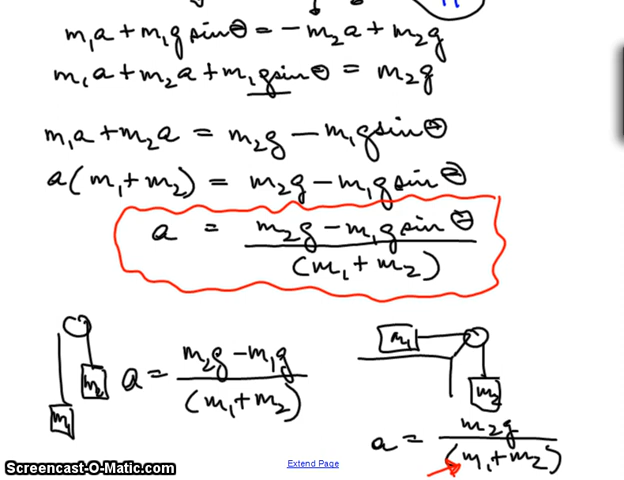 m₁a + m₁g sinθ = -m₂a + m₂g
m₁a + m₂a + m₁g sinθ = m₂g
m₁a + m₂a = m₂g - m₁g sinθ
a(m₁ + m₂) = m₂g - m₁g sinθ
a = (m₂g - m₁g sinθ) / (m₁ + m₂)
m₂
m₁
a = (m₂g - m₁g) / (m₁ + m₂)
m₁
m₂
a = m₂g / (m₁ + m₂)
Extend Page
Screencast-O-Matic.com